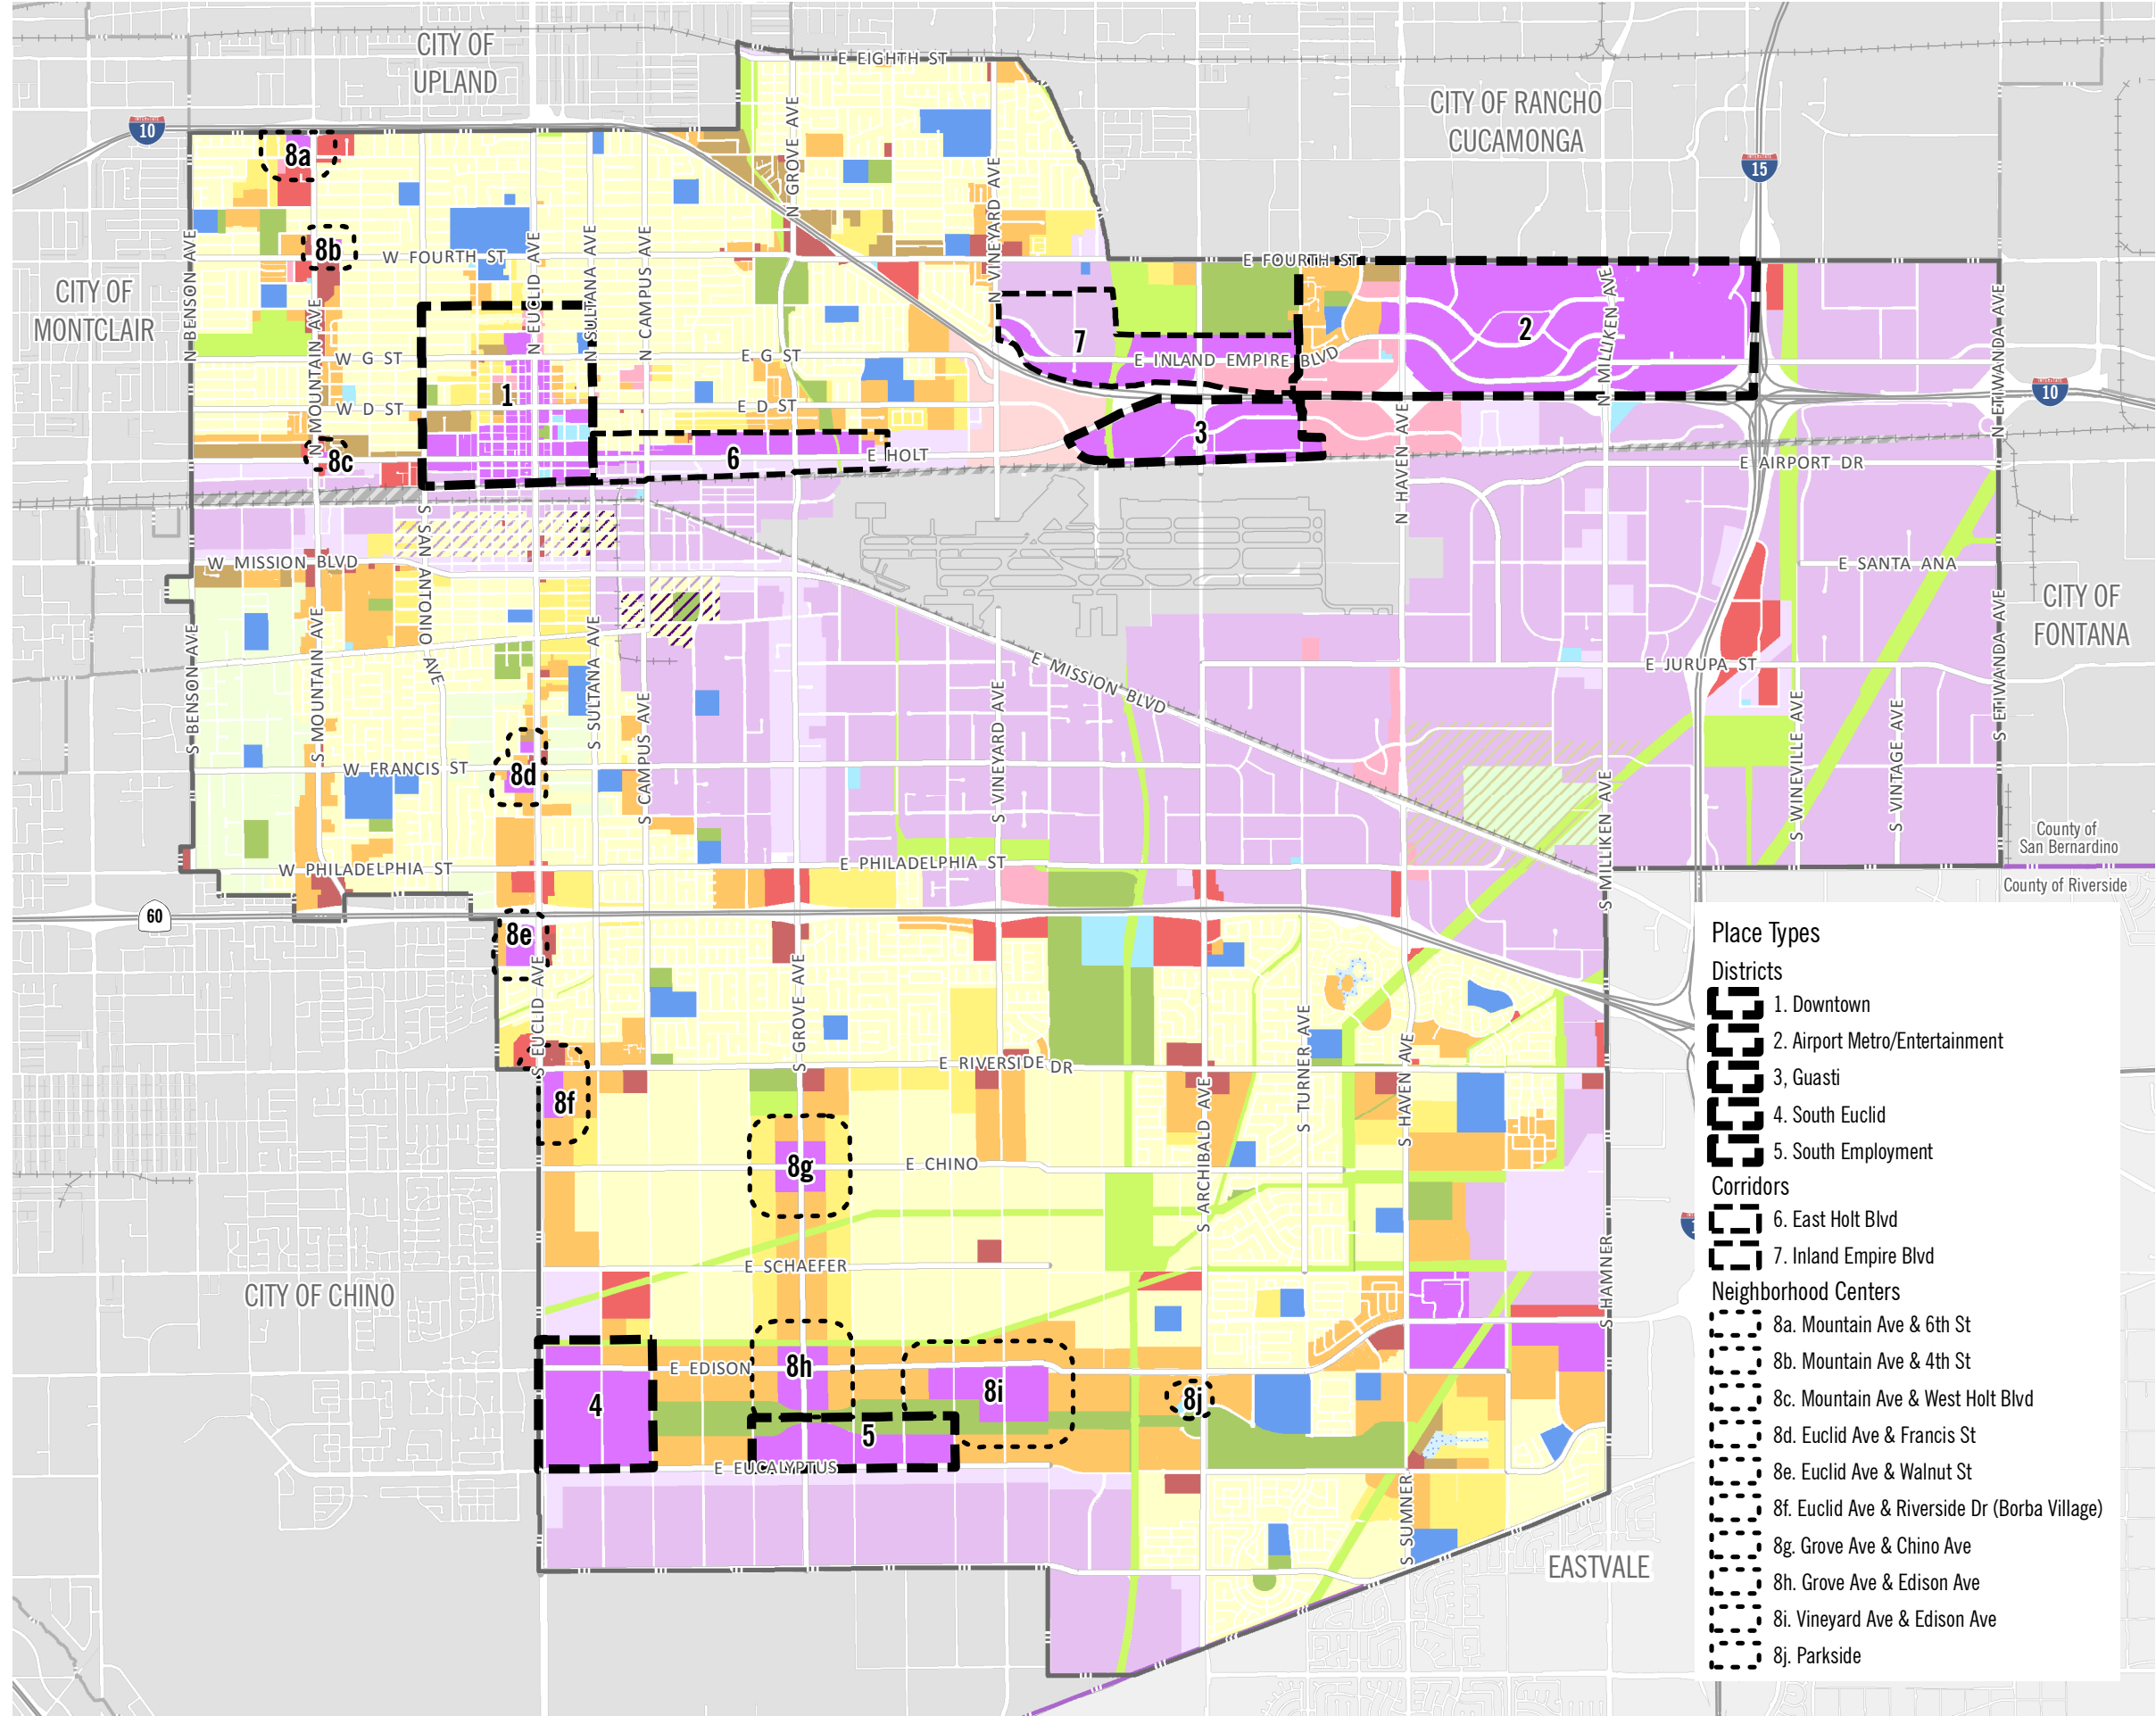 CITY OF
UPLAND
E EIGHTH ST
CITY OF RANCHO
CUCAMONGA
10
15
8a
N GROVE AVE
N VINEYARD AVE
8b
W FOURTH ST
E FOURTH ST
N BENSON AVE
N EUCLID AVE
N SULTANA AVE
N CAMPUS AVE
CITY OF
MONTCLAIR
N MOUNTAIN AVE
N MILLIKEN AVE
N ETIWANDA AVE
7
2
W G ST
E G ST
E INLAND EMPIRE BLVD
1
10
W D ST
E D ST
3
N HAVEN AVE
8c
6
E HOLT
E AIRPORT DR
W MISSION BLVD
S SAN ANTONIO AVE
E SANTA ANA
CITY OF
FONTANA
S BENSON AVE
S MOUNTAIN AVE
S SULTANA AVE
S CAMPUS AVE
S VINEYARD AVE
E MISSION BLVD
E JURUPA ST
S ETIWANDA AVE
S WINEVILLE AVE
S VINTAGE AVE
W FRANCIS ST
8d
S MILLIKEN AVE
County of
San Bernardino
W PHILADELPHIA ST
E PHILADELPHIA ST
County of Riverside
60
8e
S EUCLID AVE
S GROVE AVE
S TURNER AVE
S HAVEN AVE
E RIVERSIDE DR
8f
S ARCHIBALD AVE
8g
E CHINO
E SCHAEFER
S HAMNER
CITY OF CHINO
E EDISON
4
8h
8i
8j
5
E EUCALYPTUS
S SUMNER
EASTVALE
Place Types
Districts
1. Downtown
2. Airport Metro/Entertainment
3, Guasti
4. South Euclid
5. South Employment
Corridors
6. East Holt Blvd
7. Inland Empire Blvd
Neighborhood Centers
8a. Mountain Ave & 6th St
8b. Mountain Ave & 4th St
8c. Mountain Ave & West Holt Blvd
8d. Euclid Ave & Francis St
8e. Euclid Ave & Walnut St
8f. Euclid Ave & Riverside Dr (Borba Village)
8g. Grove Ave & Chino Ave
8h. Grove Ave & Edison Ave
8i. Vineyard Ave & Edison Ave
8j. Parkside